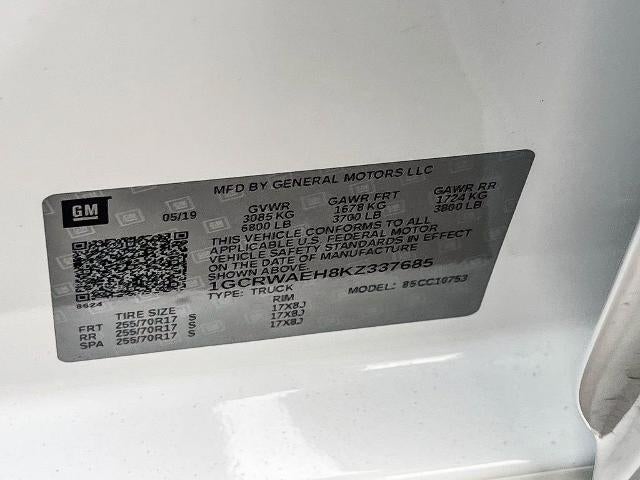 MFD BY GENERAL MOTORS LLC
GM
05/19 GVWR GAWR FRT GAWR RR
3085 KG 1678 KG 1724 KG
6800 LB 3700 LB 3800 LB
THIS VEHICLE CONFORMS TO ALL
APPLICABLE U.S. FEDERAL MOTOR
VEHICLE SAFETY STANDARDS IN EFFECT
ON THE DATE OF MANUFACTURE
SHOWN ABOVE.
1GCRWAEH8KZ337685
8624 TYPE: TRUCK MODEL: 85CC10753
TIRE SIZE RIM
FRT 255/70R17 S 17X8J
RR 255/70R17 S 17X8J
SPA 255/70R17 S 17X8J